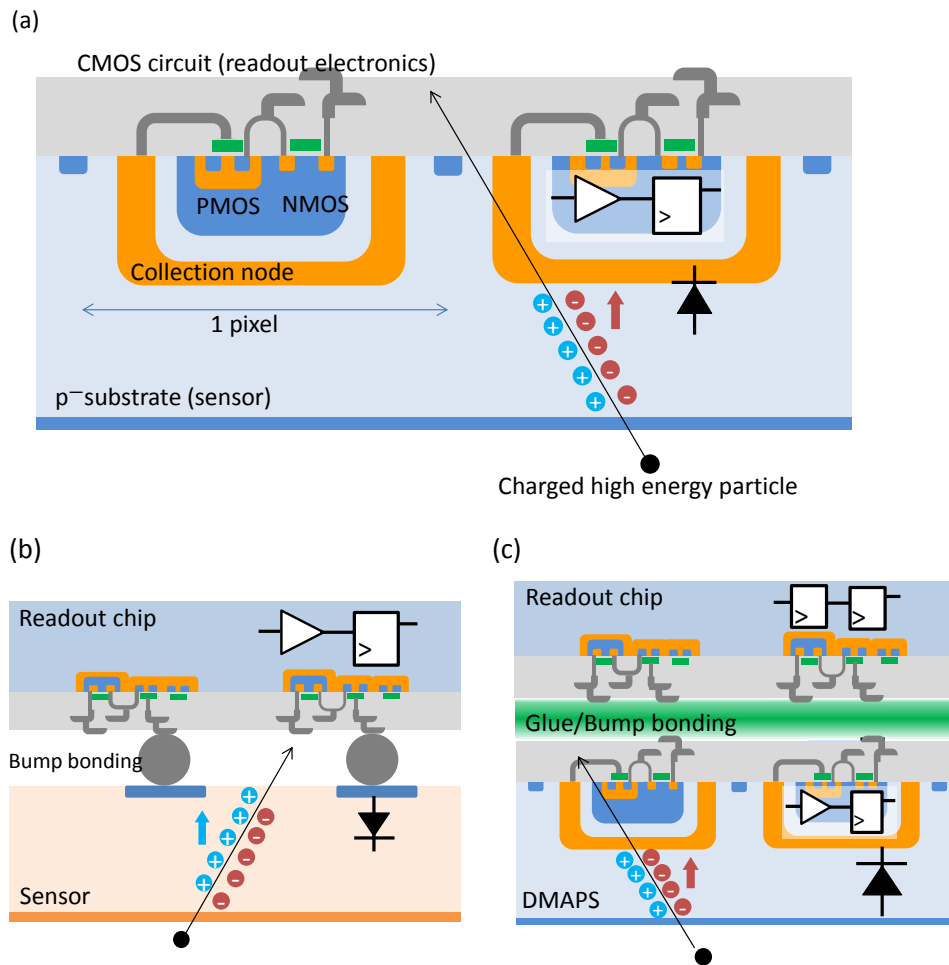 (a)
CMOS circuit (readout electronics)
PMOS
NMOS
>
Collection node
1 pixel
+ -
+ -
+ -
+ -
+ -
p⁻substrate (sensor)
Charged high energy particle
(b)
Readout chip
>
Bump bonding
+ -
+ -
+ -
+ -
+ -
Sensor
(c)
Readout chip
> >
Glue/Bump bonding
>
+ -
+ -
+ -
+ -
DMAPS